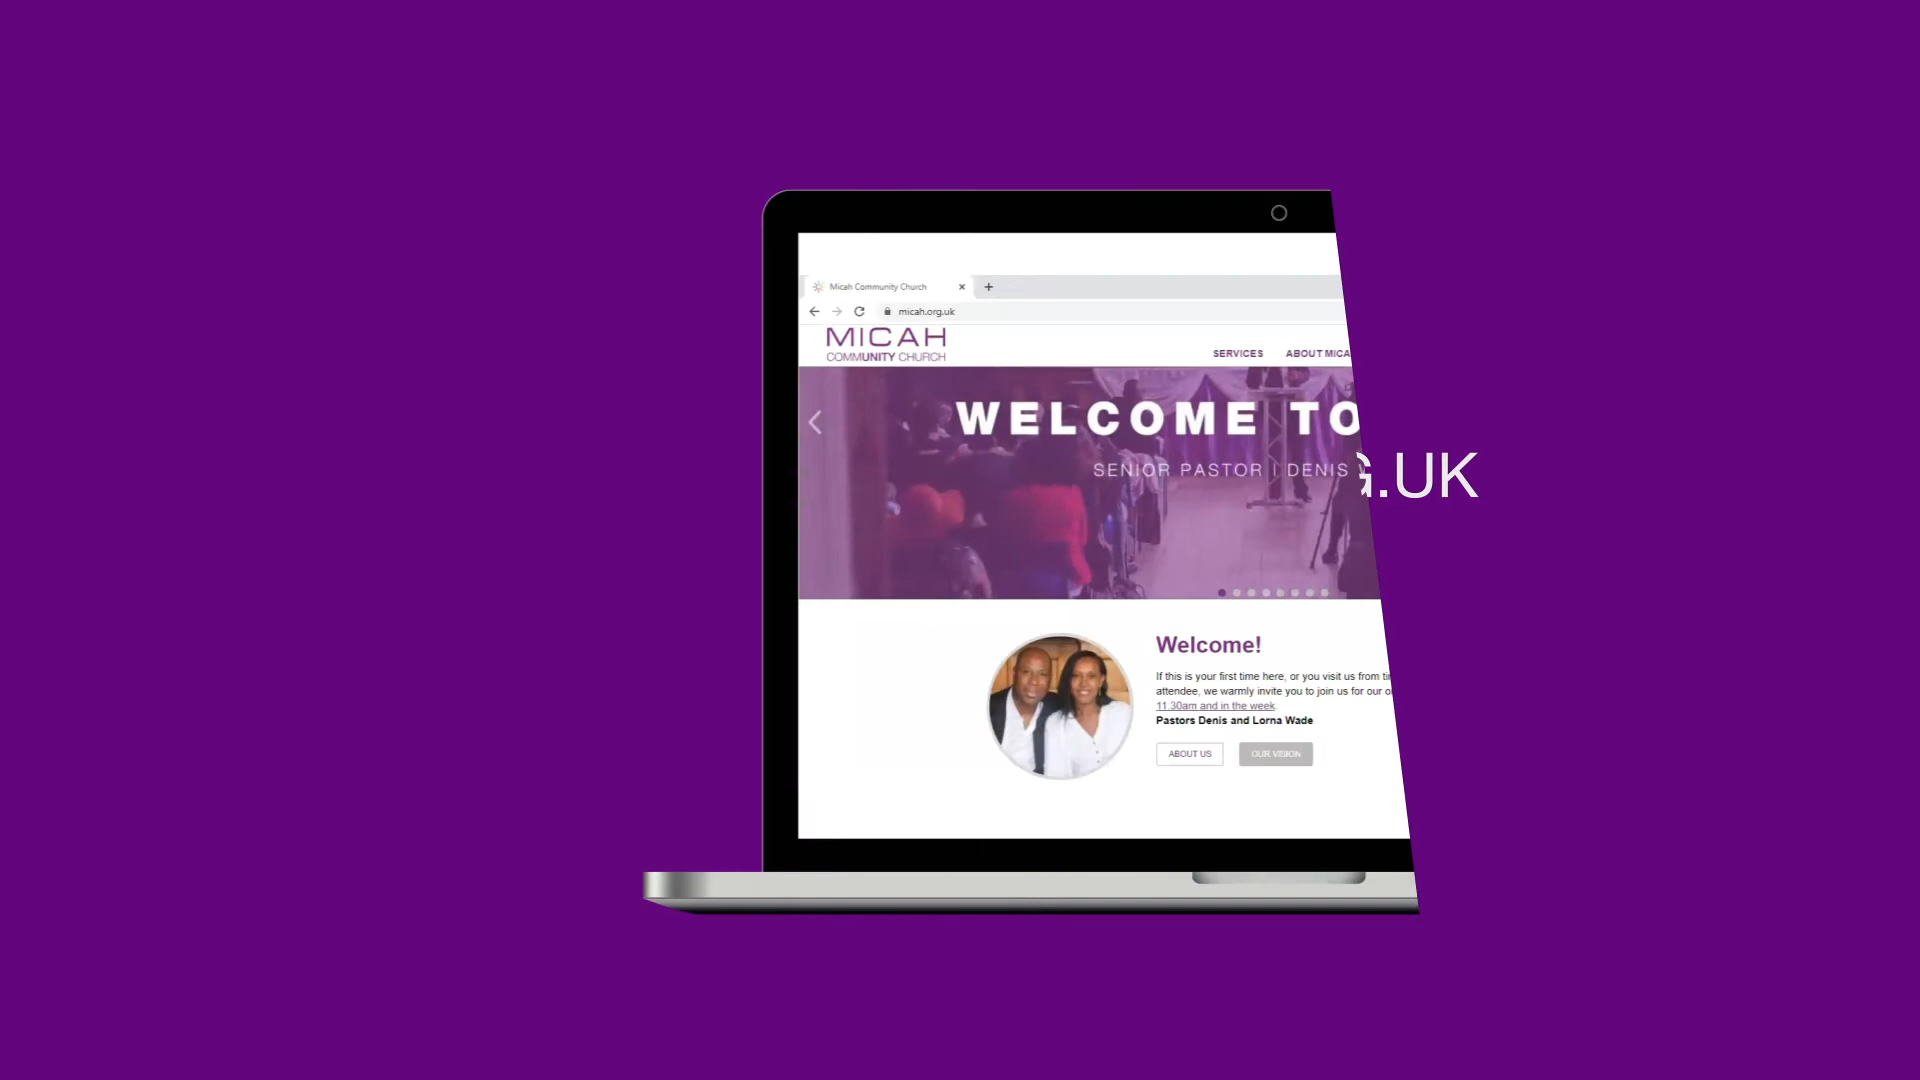 Micah Community Church
micah.org.uk
MICAH
COMMUNITY CHURCH
SERVICES ABOUT MICA
WELCOME TO
SENIOR PASTOR | DENIS
G.UK
Welcome!
If this is your first time here, or you visit us from
attendee, we warmly invite you to join us for our
11.30am and in the week.
Pastors Denis and Lorna Wade
ABOUT US OUR VISION